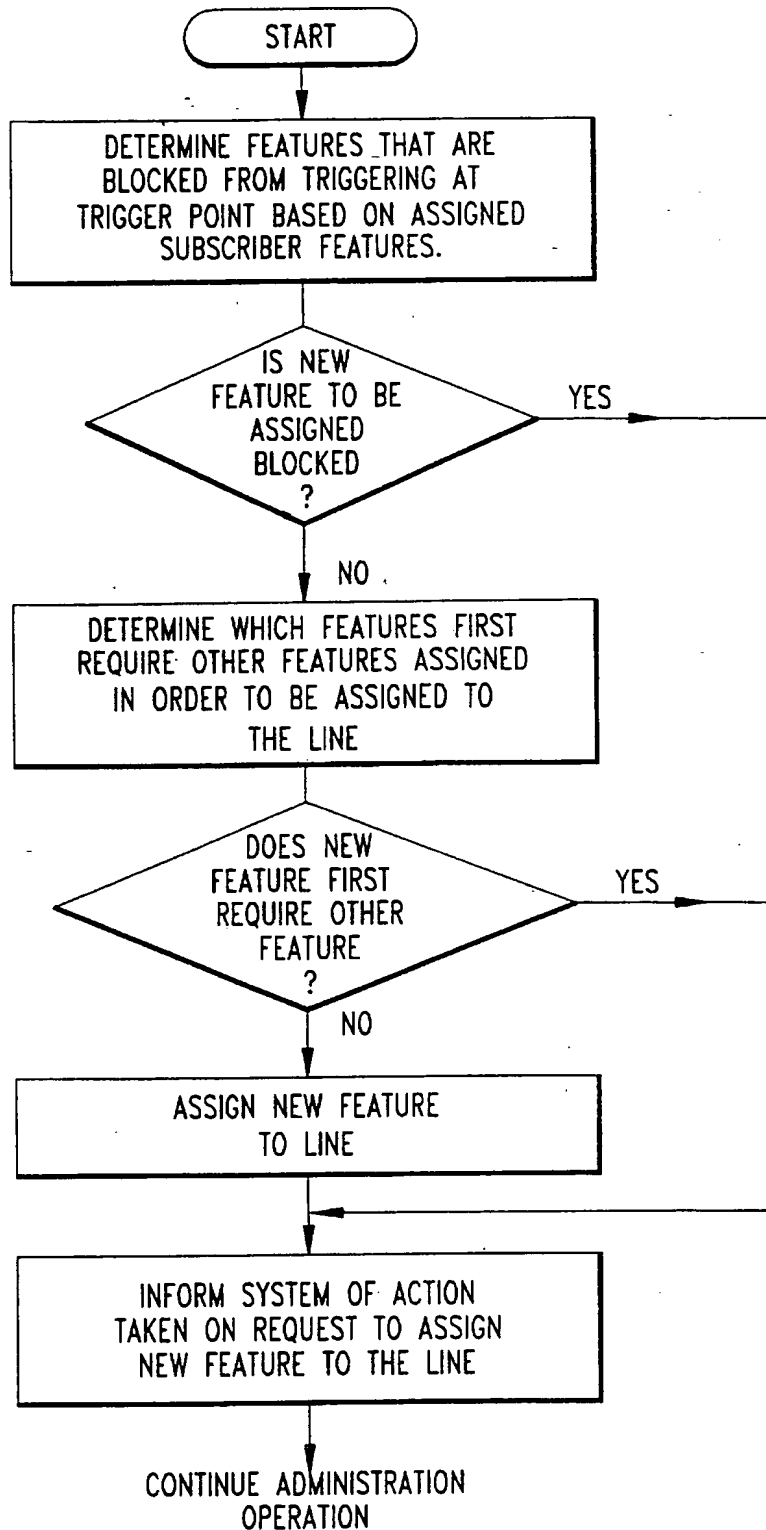 START
DETERMINE FEATURES THAT ARE
BLOCKED FROM TRIGGERING AT
TRIGGER POINT BASED ON ASSIGNED
SUBSCRIBER FEATURES.
IS NEW
FEATURE TO BE
ASSIGNED
BLOCKED
?
YES
NO
DETERMINE WHICH FEATURES FIRST
REQUIRE OTHER FEATURES ASSIGNED
IN ORDER TO BE ASSIGNED TO
THE LINE
DOES NEW
FEATURE FIRST
REQUIRE OTHER
FEATURE
?
YES
NO
ASSIGN NEW FEATURE
TO LINE
INFORM SYSTEM OF ACTION
TAKEN ON REQUEST TO ASSIGN
NEW FEATURE TO THE LINE
CONTINUE ADMINISTRATION
OPERATION